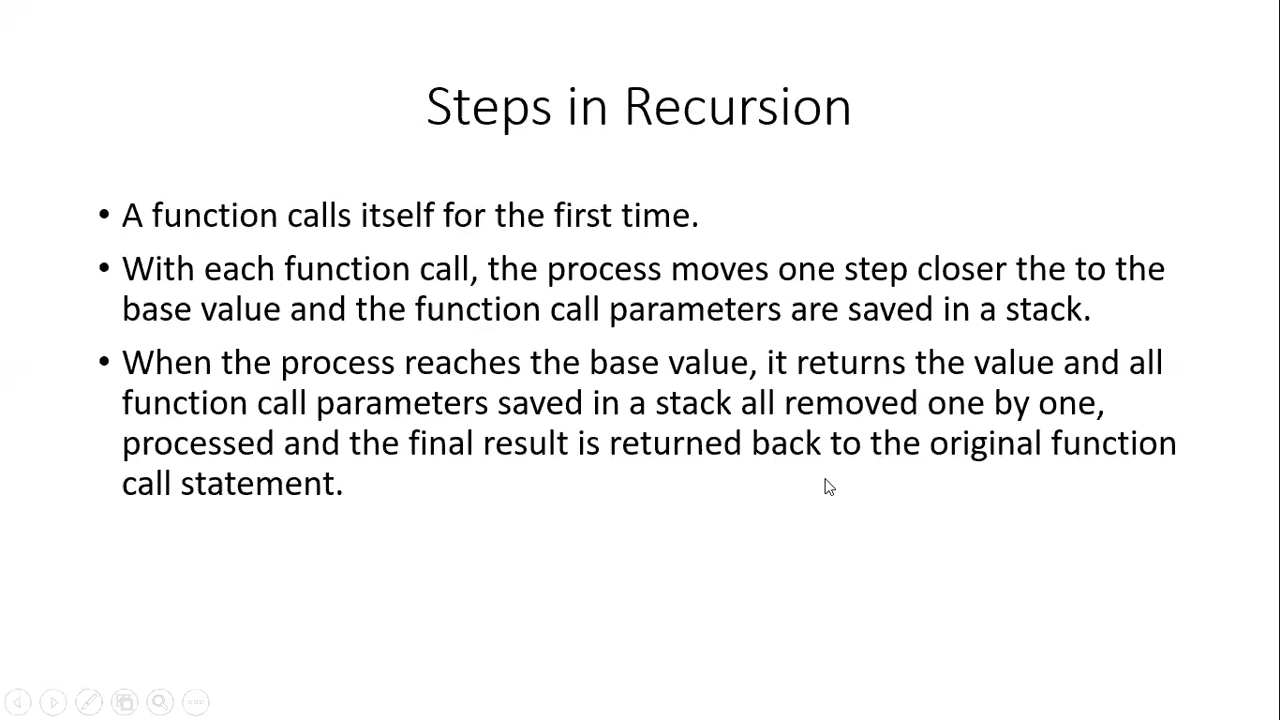 Steps in Recursion
• A function calls itself for the first time.
• With each function call, the process moves one step closer the to the
base value and the function call parameters are saved in a stack.
• When the process reaches the base value, it returns the value and all
function call parameters saved in a stack all removed one by one,
processed and the final result is returned back to the original function
call statement.